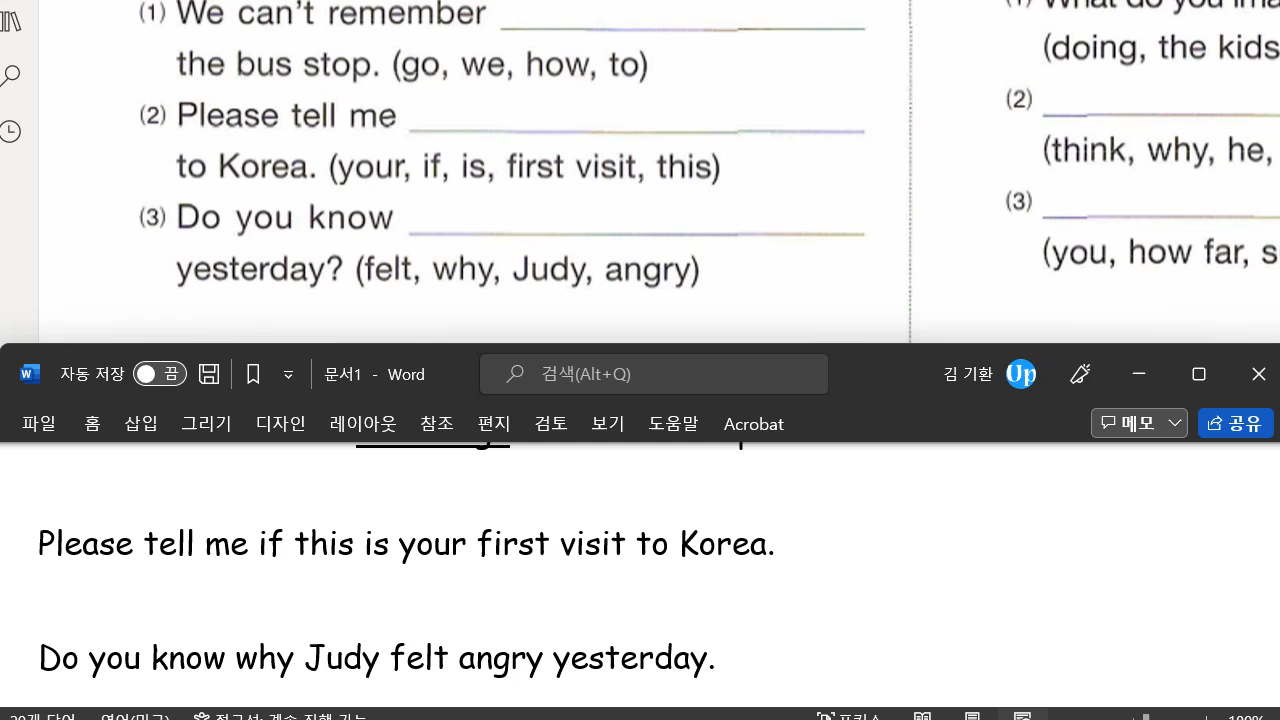 (1) We can't remember
the bus stop. (go, we, how, to)
(2) Please tell me
to Korea. (your, if, is, first visit, this)
(3) Do you know
yesterday? (felt, why, Judy, angry)
(doing, the kids
(2)
(think, why, he,
(3)
(you, how far, s
자동 저장 끔 문서1 - Word 검색(Alt+Q) 김 기환 Up
파일 홈 삽입 그리기 디자인 레이아웃 참조 편지 검토 보기 도움말 Acrobat 메모 공유
Please tell me if this is your first visit to Korea.
Do you know why Judy felt angry yesterday.